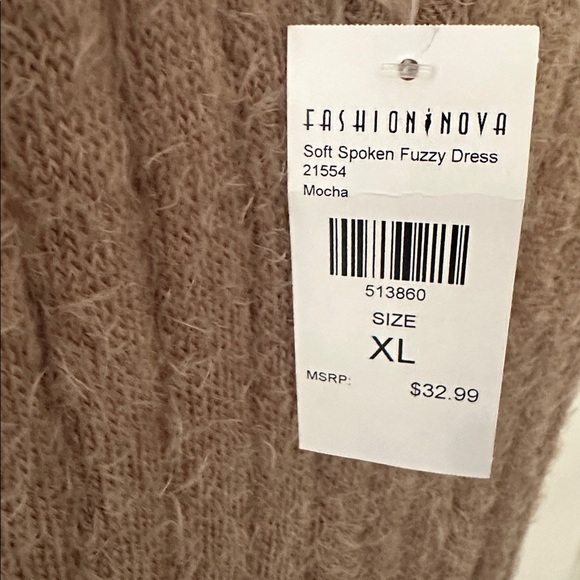 FASHION NOVA
Soft Spoken Fuzzy Dress
21554
Mocha
513860
SIZE
XL
MSRP: $32.99